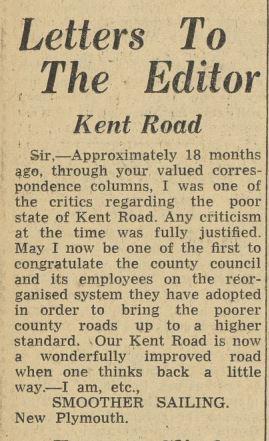 Letters To
The Editor
Kent Road
Sir,—Approximately 18 months
ago, through your valued corres-
pondence columns, I was one of
the critics regarding the poor
state of Kent Road. Any criticism
at the time was fully justified.
May I now be one of the first to
congratulate the county council
and its employees on the reor-
ganised system they have adopted
in order to bring the poorer
county roads up to a higher
standard. Our Kent Road is now
a wonderfully improved road
when one thinks back a little
way.—I am, etc.,
SMOOTHER SAILING.
New Plymouth.